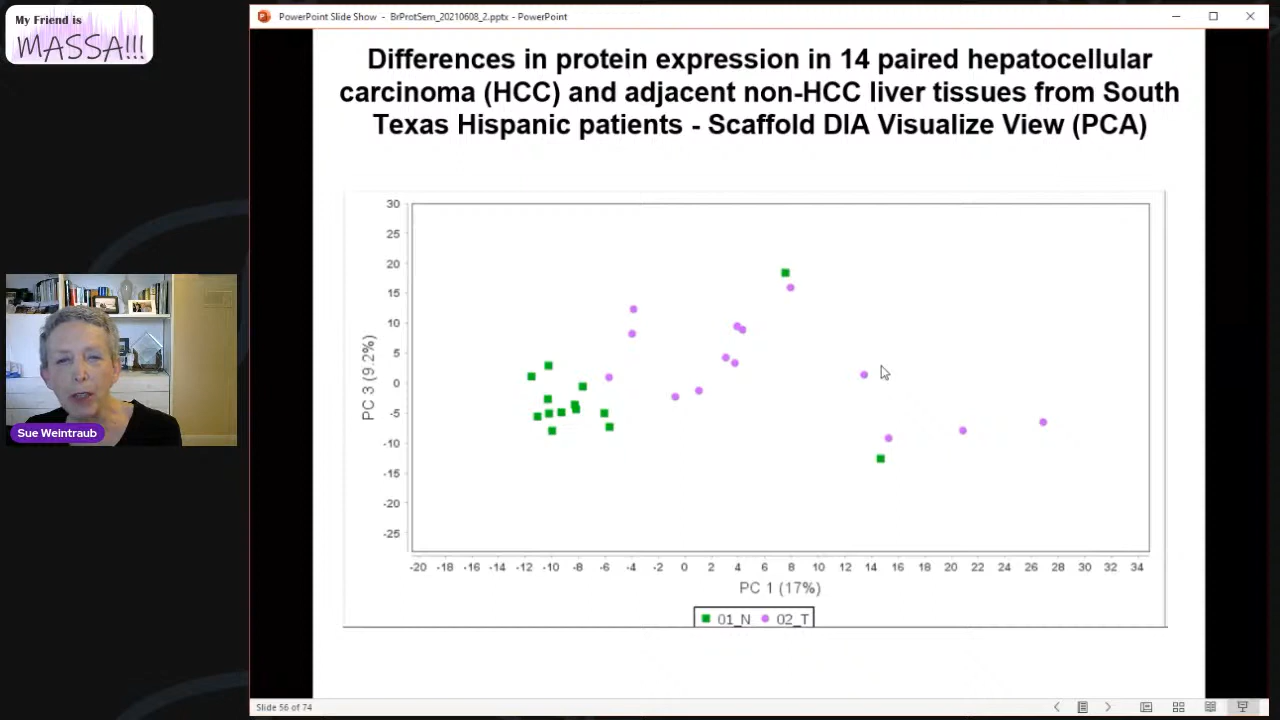 My Friend is
MASSA!!!
PowerPoint Slide Show - BrProtSem_20210608_2.pptx - PowerPoint
Differences in protein expression in 14 paired hepatocellular
carcinoma (HCC) and adjacent non-HCC liver tissues from South
Texas Hispanic patients - Scaffold DIA Visualize View (PCA)
30
25
20
15
10
5
0
-5
-10
-15
-20
-25
PC 3 (9.2%)
-20 -18 -16 -14 -12 -10 -8 -6 -4 -2 0 2 4 6 8 10 12 14 16 18 20 22 24 26 28 30 32 34
PC 1 (17%)
01_N 02_T
Sue Weintraub
Slide 56 of 74